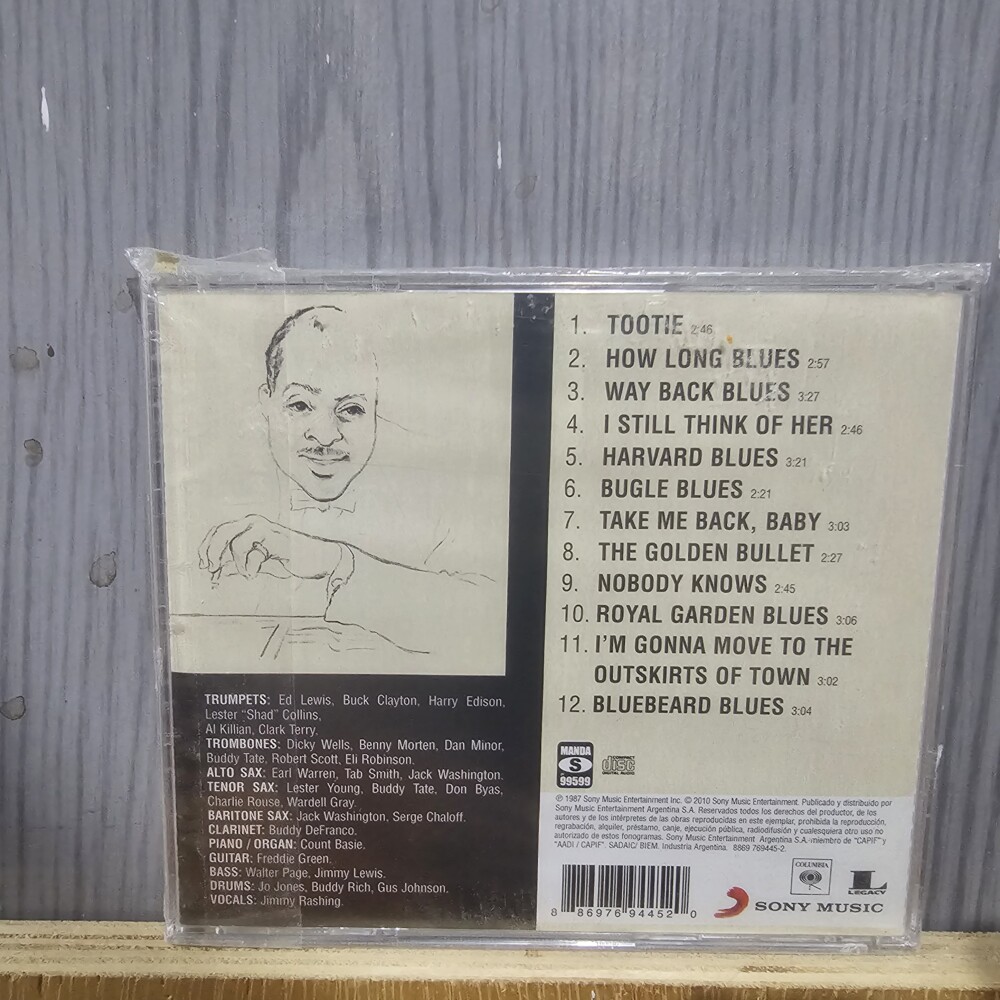 1. TOOTIE 2:46
2. HOW LONG BLUES 2:57
3. WAY BACK BLUES 3:27
4. I STILL THINK OF HER 2:46
5. HARVARD BLUES 3:21
6. BUGLE BLUES 2:21
7. TAKE ME BACK, BABY 3:03
8. THE GOLDEN BULLET 2:27
9. NOBODY KNOWS 2:45
10. ROYAL GARDEN BLUES 3:06
11. I'M GONNA MOVE TO THE
OUTSKIRTS OF TOWN 3:02
12. BLUEBEARD BLUES 3:04
TRUMPETS: Ed Lewis, Buck Clayton, Harry Edison,
Lester "Shad" Collins,
Al Killian, Clark Terry.
TROMBONES: Dicky Wells, Benny Morten, Dan Minor,
Buddy Tate, Robert Scott, Eli Robinson.
ALTO SAX: Earl Warren, Tab Smith, Jack Washington.
TENOR SAX: Lester Young, Buddy Tate, Don Byas,
Charlie Rouse, Wardell Gray.
BARITONE SAX: Jack Washington, Serge Chaloff.
CLARINET: Buddy DeFranco.
PIANO / ORGAN: Count Basie.
GUITAR: Freddie Green.
BASS: Walter Page, Jimmy Lewis.
DRUMS: Jo Jones, Buddy Rich, Gus Johnson.
VOCALS: Jimmy Rashing.
MANDA
S
99599
COMPACT
disc
DIGITAL AUDIO
℗ 1987 Sony Music Entertainment Inc. © 2010 Sony Music Entertainment. Publicado y distribuido por
Sony Music Entertainment Argentina S.A. Reservados todos los derechos del productor, de los
autores y de los intérpretes de las obras reproducidas en este ejemplar, prohibida la reproducción,
regrabación, alquiler, préstamo, canje, ejecución pública, radiodifusión y cualesquiera otro uso no
autorizado de estos fonogramas. Sony Music Entertainment Argentina S.A.-miembro de "CAPIF" y
"AADI / CAPIF". SADAIC/ BIEM. Industria Argentina. 8869 769445-2.
8 86976 94452 0
SONY MUSIC
COLUMBIA
L
LEGACY